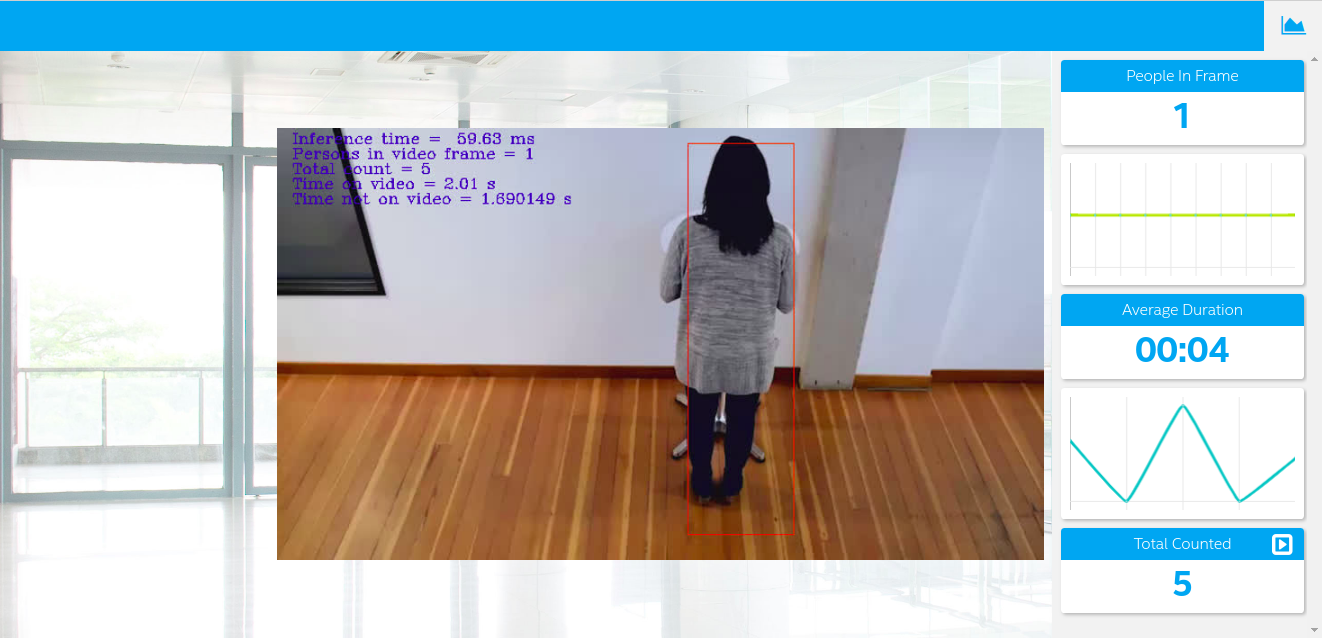 Inference time =  59.63 ms
Persons in video frame = 1
Total count = 5
Time on video = 2.01 s
Time not on video = 1.690149 s
People In Frame
1
Average Duration
00:04
Total Counted
5